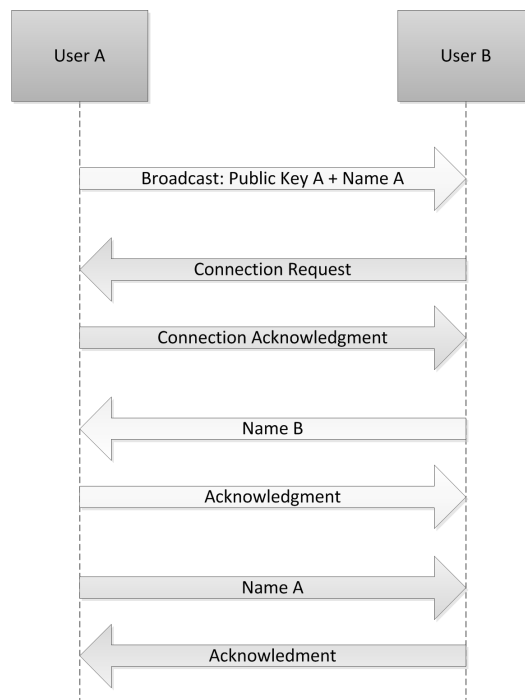 User A
User B
Broadcast: Public Key A + Name A
Connection Request
Connection Acknowledgment
Name B
Acknowledgment
Name A
Acknowledment